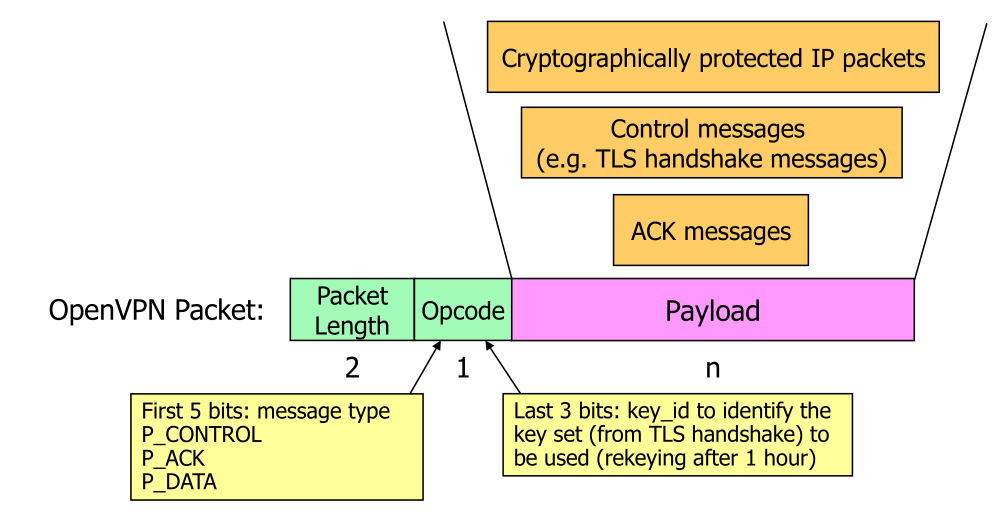 Cryptographically protected IP packets
Control messages
(e.g. TLS handshake messages)
ACK messages
OpenVPN Packet:
Packet
Length
Opcode
Payload
2
1
n
First 5 bits: message type
P_CONTROL
P_ACK
P_DATA
Last 3 bits: key_id to identify the
key set (from TLS handshake) to
be used (rekeying after 1 hour)